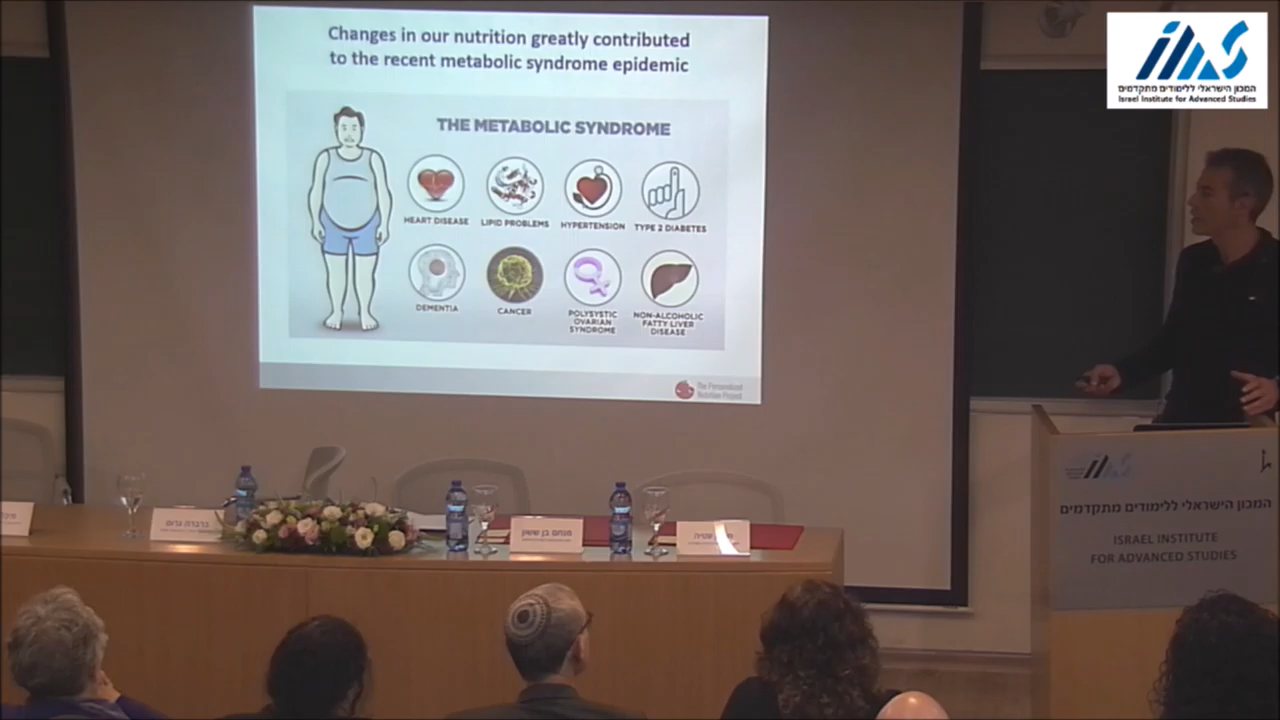 Changes in our nutrition greatly contributed
to the recent metabolic syndrome epidemic
THE METABOLIC SYNDROME
HEART DISEASE
LIPID PROBLEMS
HYPERTENSION
TYPE 2 DIABETES
DEMENTIA
CANCER
POLYSYSTIC
OVARIAN
SYNDROME
NON-ALCOHOLIC
FATTY LIVER
DISEASE
The Personalized
Nutrition Project
המכון הישראלי ללימודים מתקדמים
Israel Institute for Advanced Studies
ברברה גרוס
מנחם בן ששון
המכון הישראלי ללימודים מתקדמים
ISRAEL INSTITUTE
FOR ADVANCED STUDIES